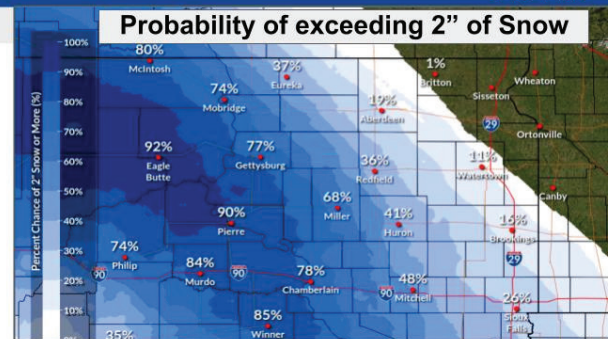 Probability of exceeding 2” of Snow
Percent Chance of 2" Snow or More (%)
100%
90%
80%
70%
60%
50%
40%
30%
20%
10%
80%
McIntosh
37%
Eureka
1%
Britton
Wheaton
Sisseton
74%
Mobridge
19%
Aberdeen
29
Ortonville
92%
Eagle
Butte
77%
Gettysburg
36%
Redfield
11%
Watertown
Canby
68%
Miller
90%
Pierre
41%
Huron
16%
Brookings
29
74%
Philip
90
84%
Murdo
90
78%
Chamberlain
90
48%
Mitchell
26%
Sioux
Falls
85%
Winner
35%